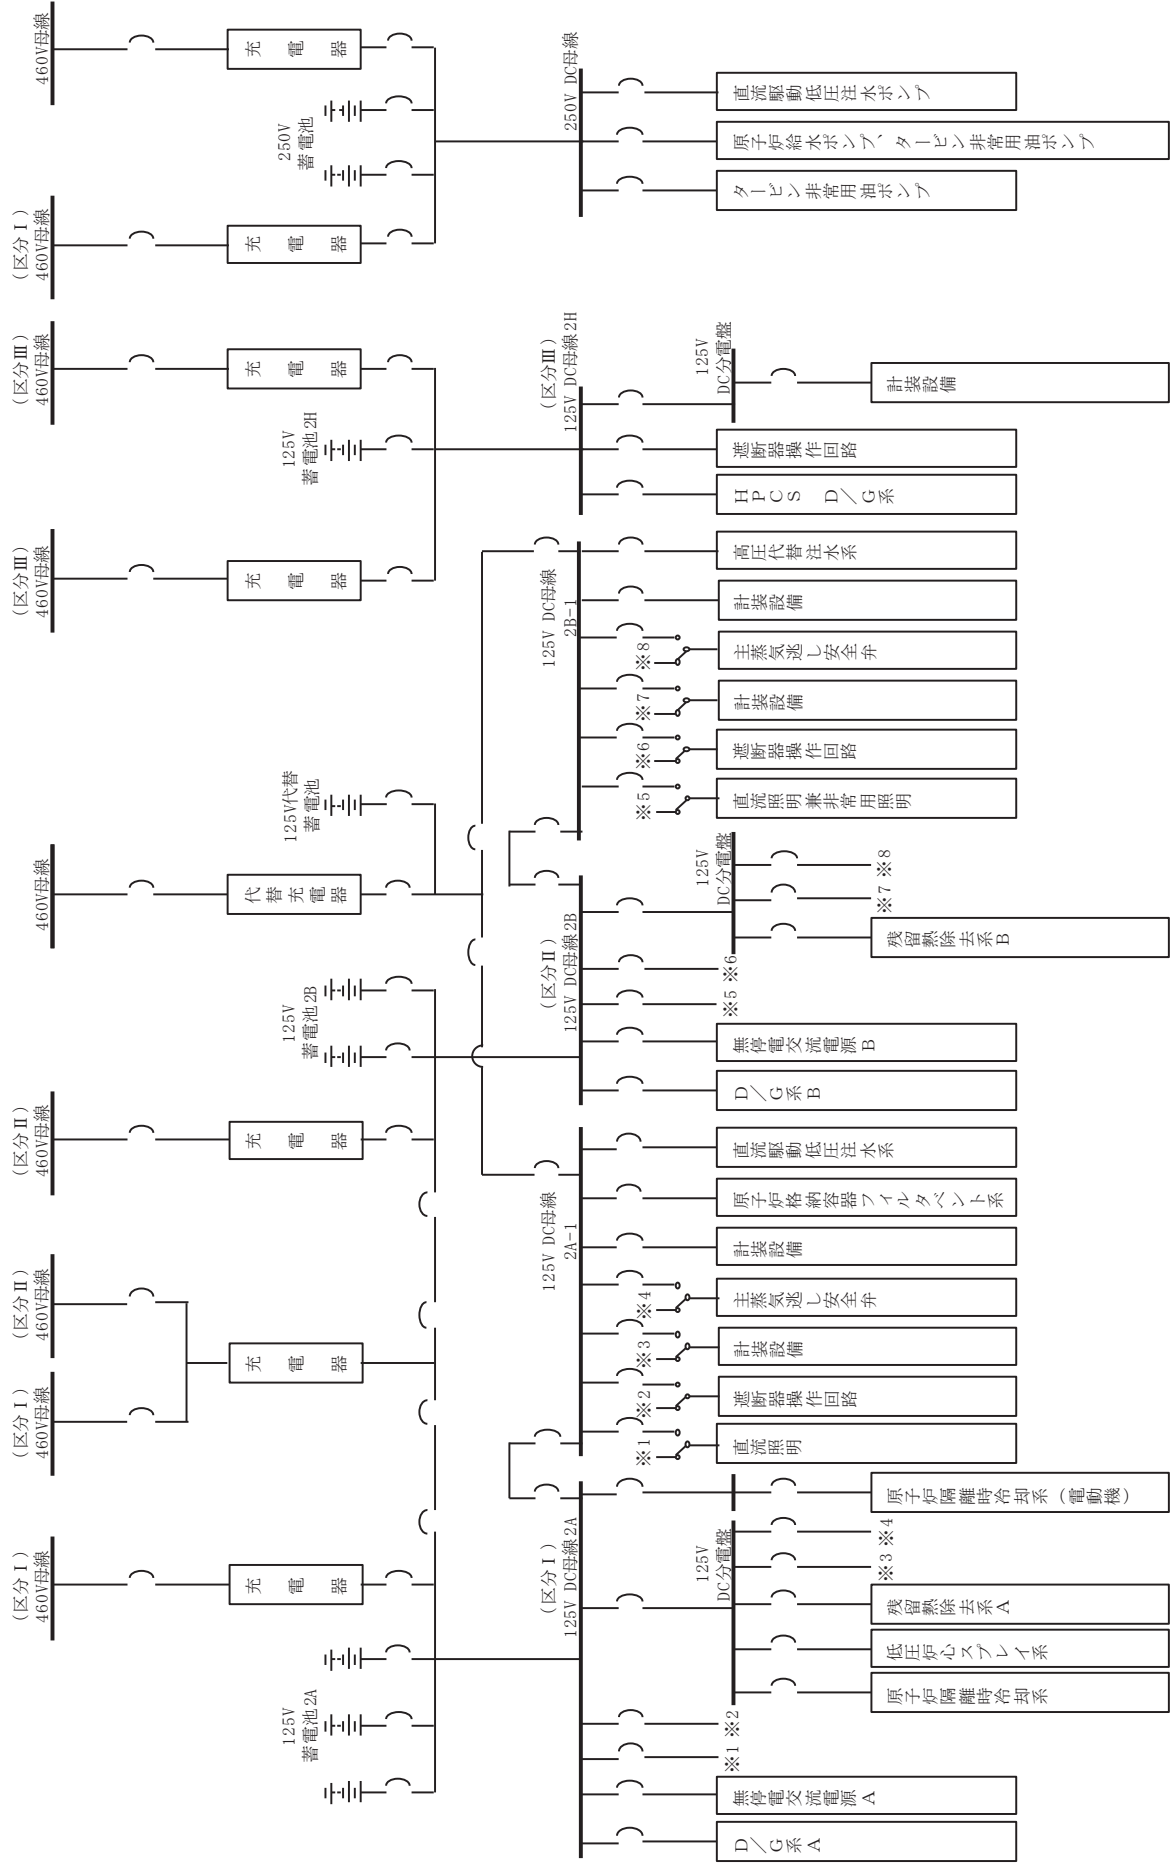 (区分Ⅰ)
460V母線
(区分Ⅰ)
460V母線
(区分Ⅱ)
460V母線
(区分Ⅱ)
460V母線
460V母線
(区分Ⅲ)
460V母線
(区分Ⅲ)
460V母線
(区分Ⅰ)
460V母線
460V母線
充電器
充電器
充電器
代替充電器
充電器
充電器
充電器
充電器
125V
蓄電池2A
125V
蓄電池2B
125V代替
蓄電池
125V
蓄電池2H
250V
蓄電池
(区分Ⅰ)
125V DC母線2A
125V DC母線
2A-1
(区分Ⅱ)
125V DC母線2B
125V DC母線
2B-1
(区分Ⅲ)
125V DC母線2H
250V DC母線
D/G系A
無停電交流電源A
※1
※2
125V
DC分電盤
原子炉隔離時冷却系
低圧炉心スプレイ系
残留熱除去系A
※3
※4
原子炉隔離時冷却系(電動機)
※1
直流照明
※2
遮断器操作回路
※3
計装設備
※4
主蒸気逃し安全弁
計装設備
原子炉格納容器フィルタベント系
直流駆動低圧注水系
D/G系B
無停電交流電源B
※5
※6
125V
DC分電盤
残留熱除去系B
※7
※8
※5
直流照明兼非常用照明
※6
遮断器操作回路
※7
計装設備
※8
主蒸気逃し安全弁
計装設備
高圧代替注水系
HPCS D/G系
遮断器操作回路
125V
DC分電盤
計装設備
タービン非常用油ポンプ
原子炉給水ポンプ、タービン非常用油ポンプ
直流駆動低圧注水ポンプ